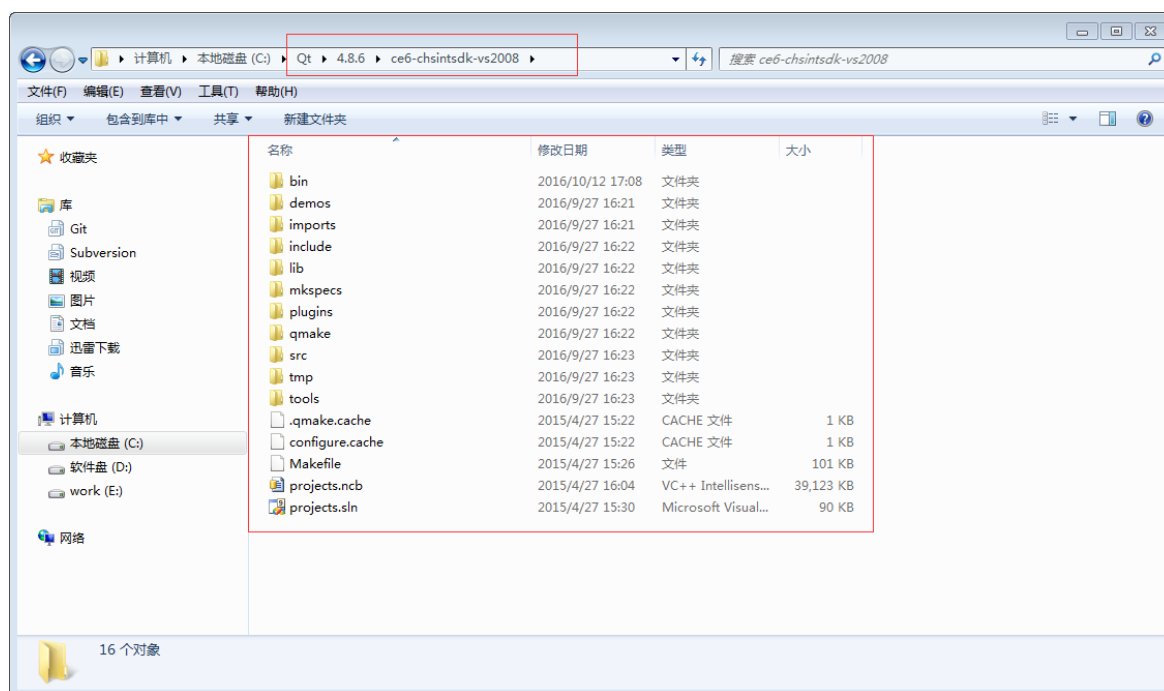 计算机 本地磁盘 (C:) Qt 4.8.6 ce6-chsintsdk-vs2008 搜索 ce6-chsintsdk-vs2008
文件(F) 编辑(E) 查看(V) 工具(T) 帮助(H)
组织 包含到库中 共享 新建文件夹
收藏夹
库
Git
Subversion
视频
图片
文档
迅雷下载
音乐
计算机
本地磁盘 (C:)
软件盘 (D:)
work (E:)
网络
名称 修改日期 类型 大小
bin 2016/10/12 17:08 文件夹
demos 2016/9/27 16:21 文件夹
imports 2016/9/27 16:21 文件夹
include 2016/9/27 16:22 文件夹
lib 2016/9/27 16:22 文件夹
mkspecs 2016/9/27 16:22 文件夹
plugins 2016/9/27 16:22 文件夹
qmake 2016/9/27 16:22 文件夹
src 2016/9/27 16:23 文件夹
tmp 2016/9/27 16:23 文件夹
tools 2016/9/27 16:23 文件夹
.qmake.cache 2015/4/27 15:22 CACHE 文件 1 KB
configure.cache 2015/4/27 15:22 CACHE 文件 1 KB
Makefile 2015/4/27 15:26 文件 101 KB
projects.ncb 2015/4/27 16:04 VC++ Intellisens... 39,123 KB
projects.sln 2015/4/27 15:30 Microsoft Visual... 90 KB
16 个对象